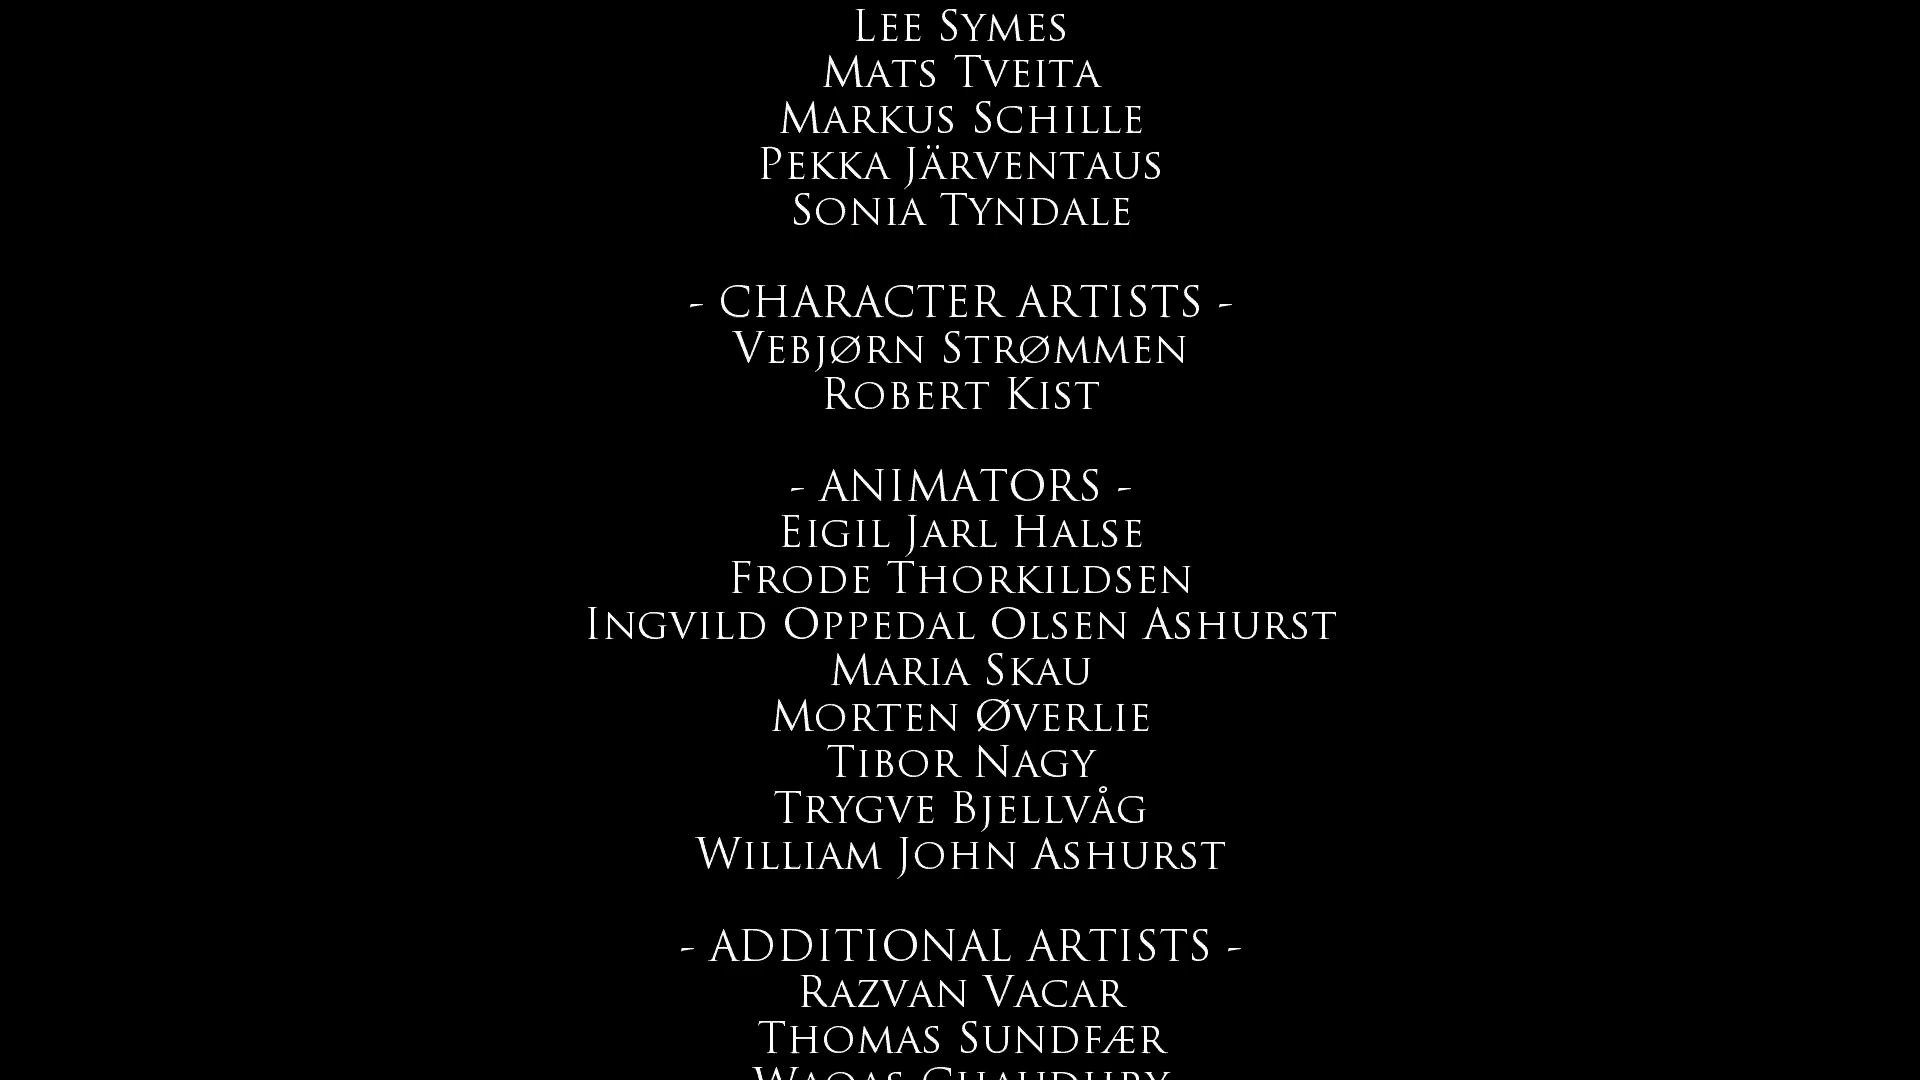 Lee Symes
Mats Tveita
Markus Schille
Pekka Järventaus
Sonia Tyndale
- CHARACTER ARTISTS -
Vebjørn Strømmen
Robert Kist
- ANIMATORS -
Eigil Jarl Halse
Frode Thorkildsen
Ingvild Oppedal Olsen Ashurst
Maria Skau
Morten Øverlie
Tibor Nagy
Trygve Bjellvåg
William John Ashurst
- ADDITIONAL ARTISTS -
Razvan Vacar
Thomas Sundfær
Waqas Chaudhry